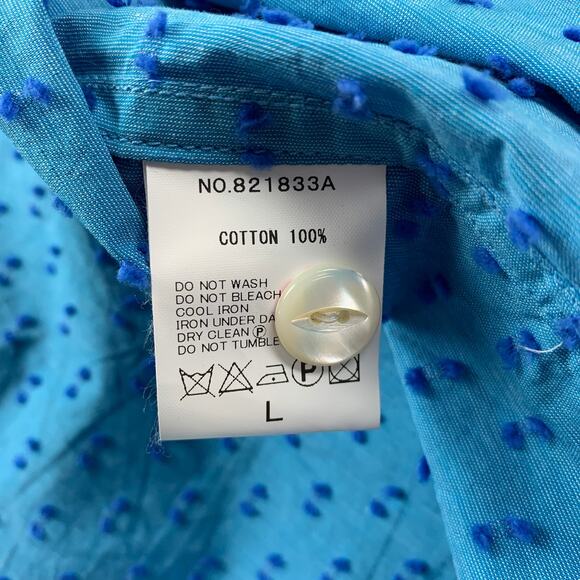 NO.821833A
COTTON 100%
DO NOT WASH
DO NOT BLEACH
COOL IRON
IRON UNDER
DRY CLEAN Ⓟ
DO NOT TUMBLE
P
L